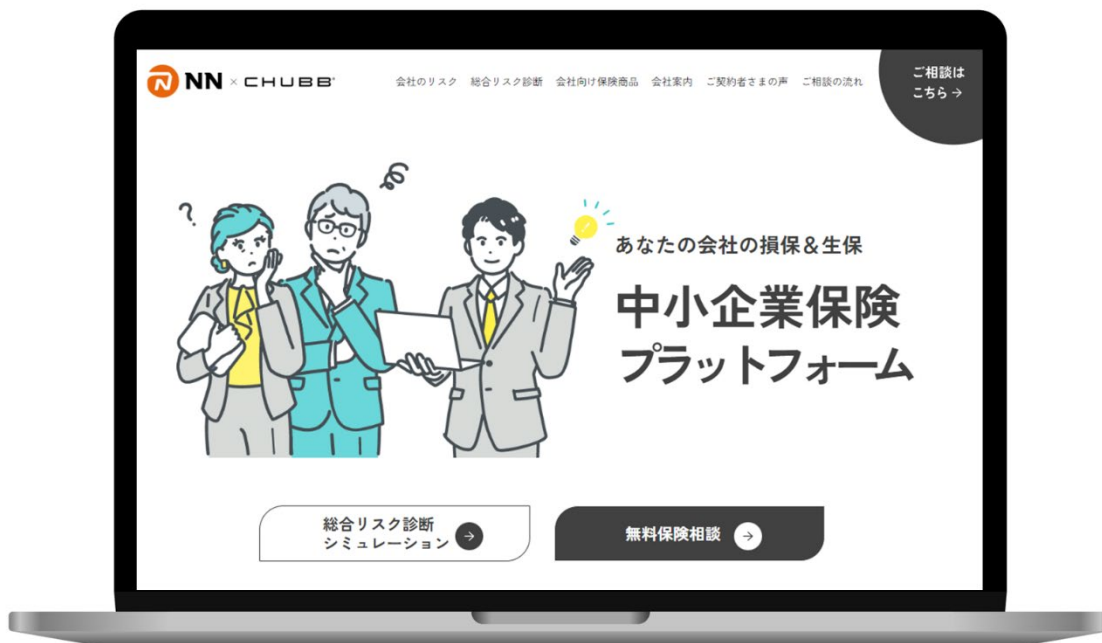 NN × CHUBB®
会社のリスク 総合リスク診断 会社向け保険商品 会社案内 ご契約者さまの声 ご相談の流れ
ご相談は
こちら→
?
あなたの会社の損保&生保
中小企業保険
プラットフォーム
総合リスク診断
シミュレーション →
無料保険相談 →